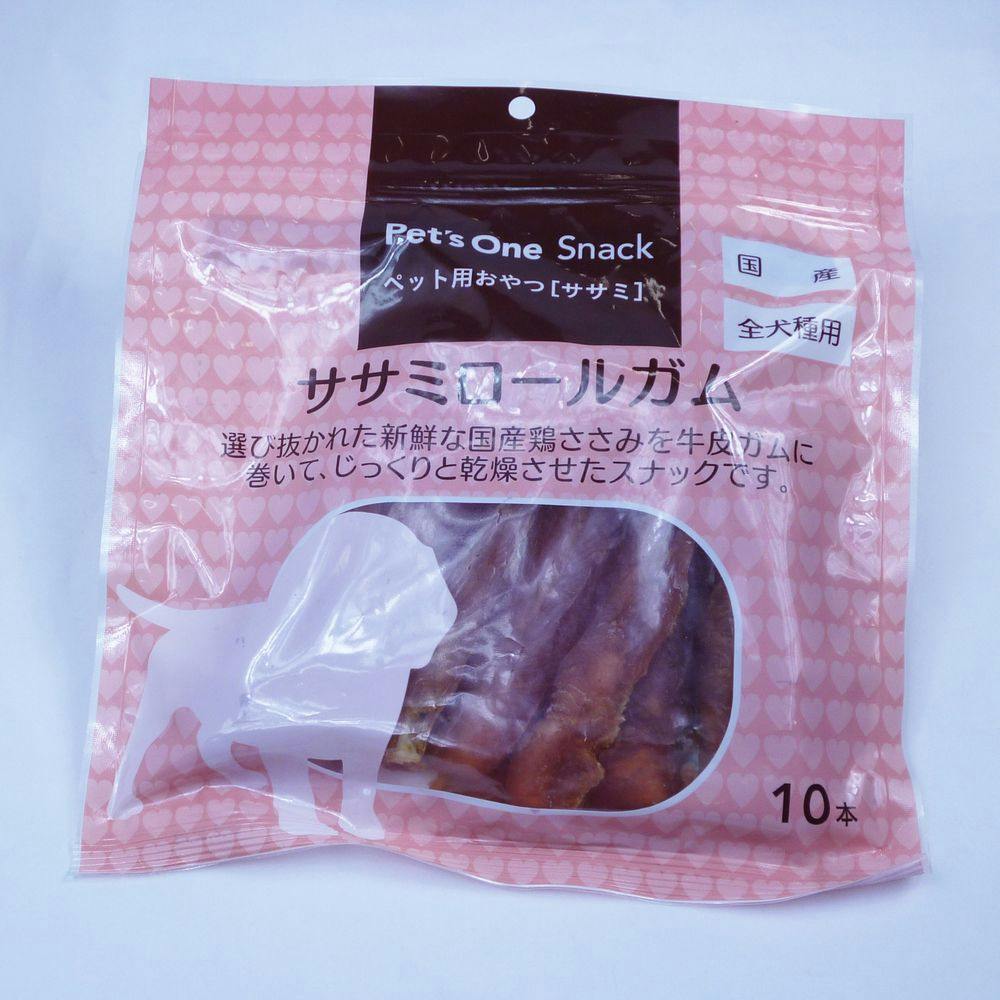 Pet's One Snack
ペット用おやつ[ササミ]
国産
全犬種用
ササミロールガム
選び抜かれた新鮮な国産鶏ささみを牛皮ガムに
巻いて、じっくりと乾燥させたスナックです。
10本